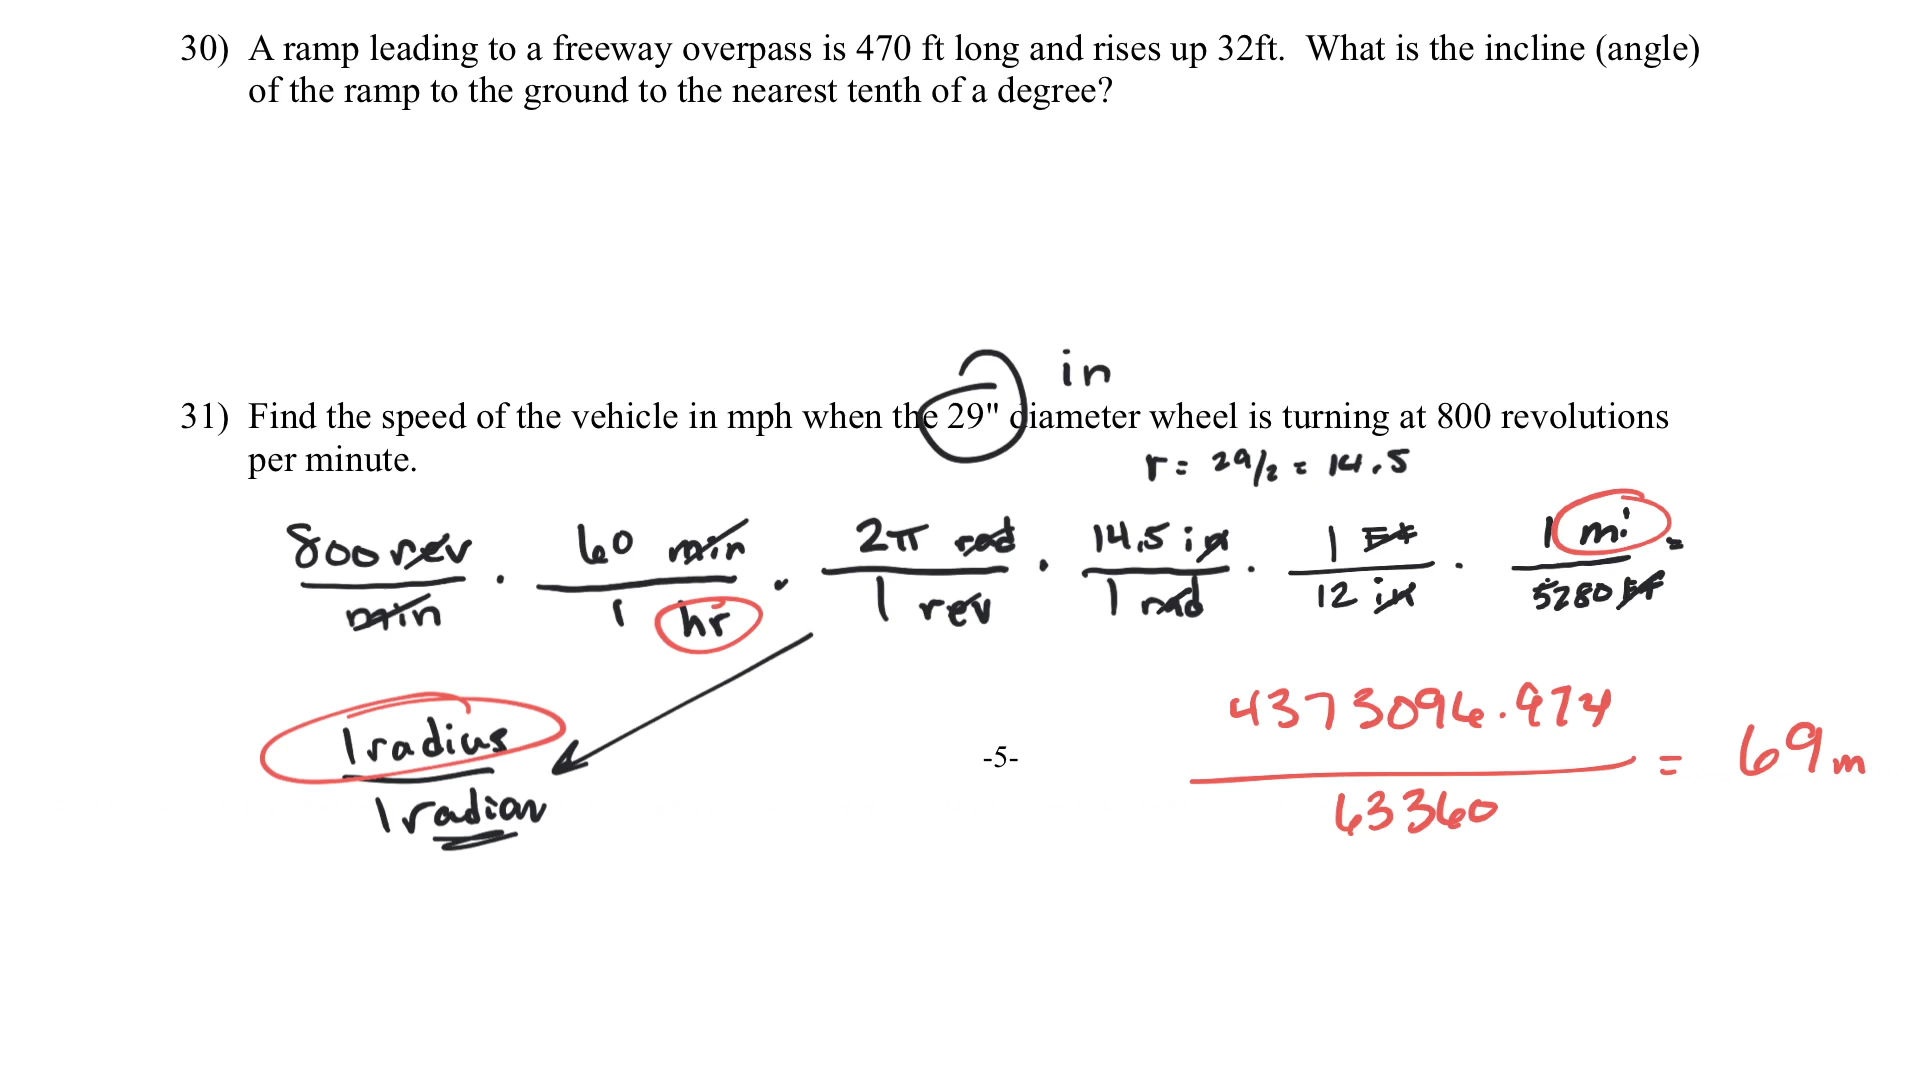 30) A ramp leading to a freeway overpass is 470 ft long and rises up 32ft. What is the incline (angle)
of the ramp to the ground to the nearest tenth of a degree?
in
31) Find the speed of the vehicle in mph when the 29" diameter wheel is turning at 800 revolutions
per minute.
r = 29/2 = 14.5
800 rev / min · 60 min / 1 hr · 2π rad / 1 rev · 14.5 in / 1 rad · 1 Ft / 12 in · 1 mi / 5280 Ft =
1 radius / 1 radian
-5-
4373096.974 / 63360 = 69 m